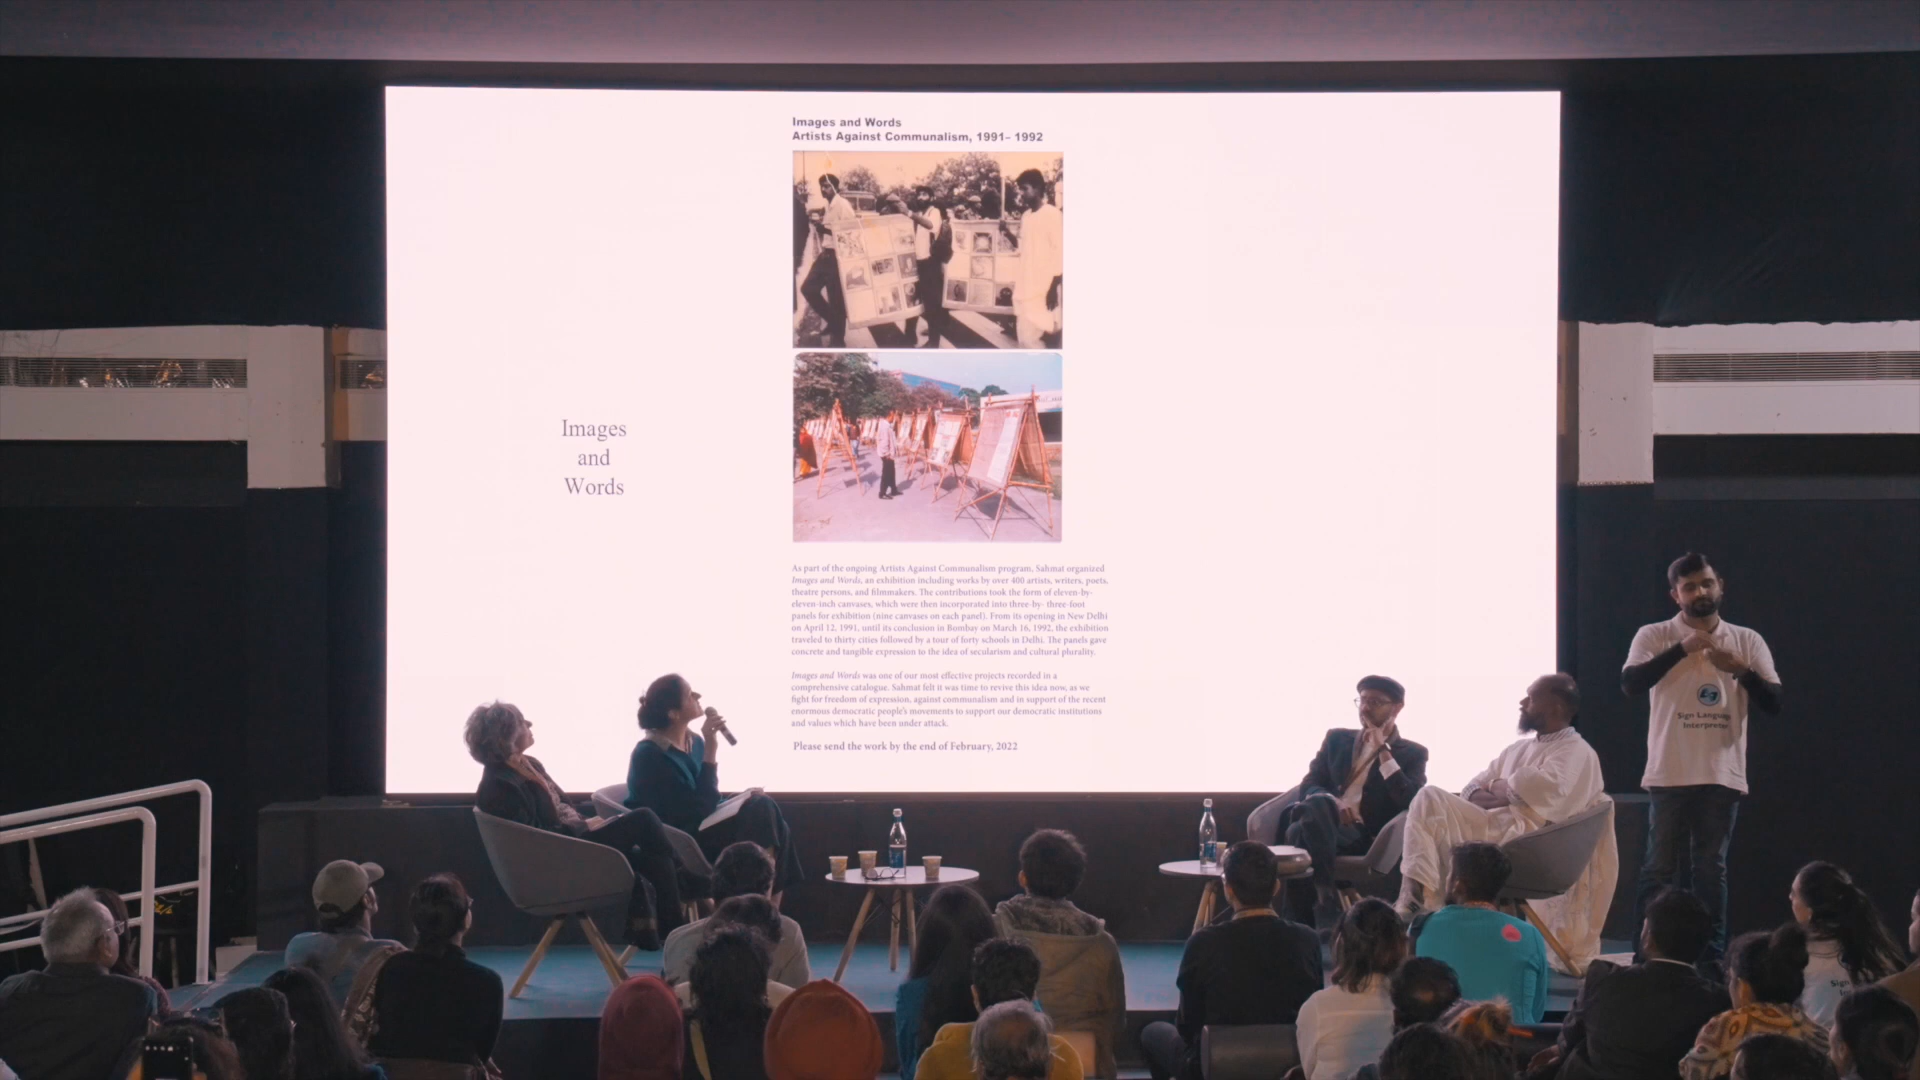 Images and Words
Artists Against Communalism, 1991– 1992
Images
and
Words
As part of the ongoing Artists Against Communalism program, Sahmat organized
Images and Words, an exhibition including works by over 400 artists, writers, poets,
theatre persons, and filmmakers. The contributions took the form of eleven-by-
eleven-inch canvases, which were then incorporated into three-by- three-foot
panels for exhibition (nine canvases on each panel). From its opening in New Delhi
on April 12, 1991, until its conclusion in Bombay on March 16, 1992, the exhibition
traveled to thirty cities followed by a tour of forty schools in Delhi. The panels gave
concrete and tangible expression to the idea of secularism and cultural plurality.
Images and Words was one of our most effective projects recorded in a
comprehensive catalogue. Sahmat felt it was time to revive this idea now, as we
fight for freedom of expression, against communalism and in support of the recent
enormous democratic people's movements to support our democratic institutions
and values which have been under attack.
Please send the work by the end of February, 2022
Sign Language
Interpreter
Sign